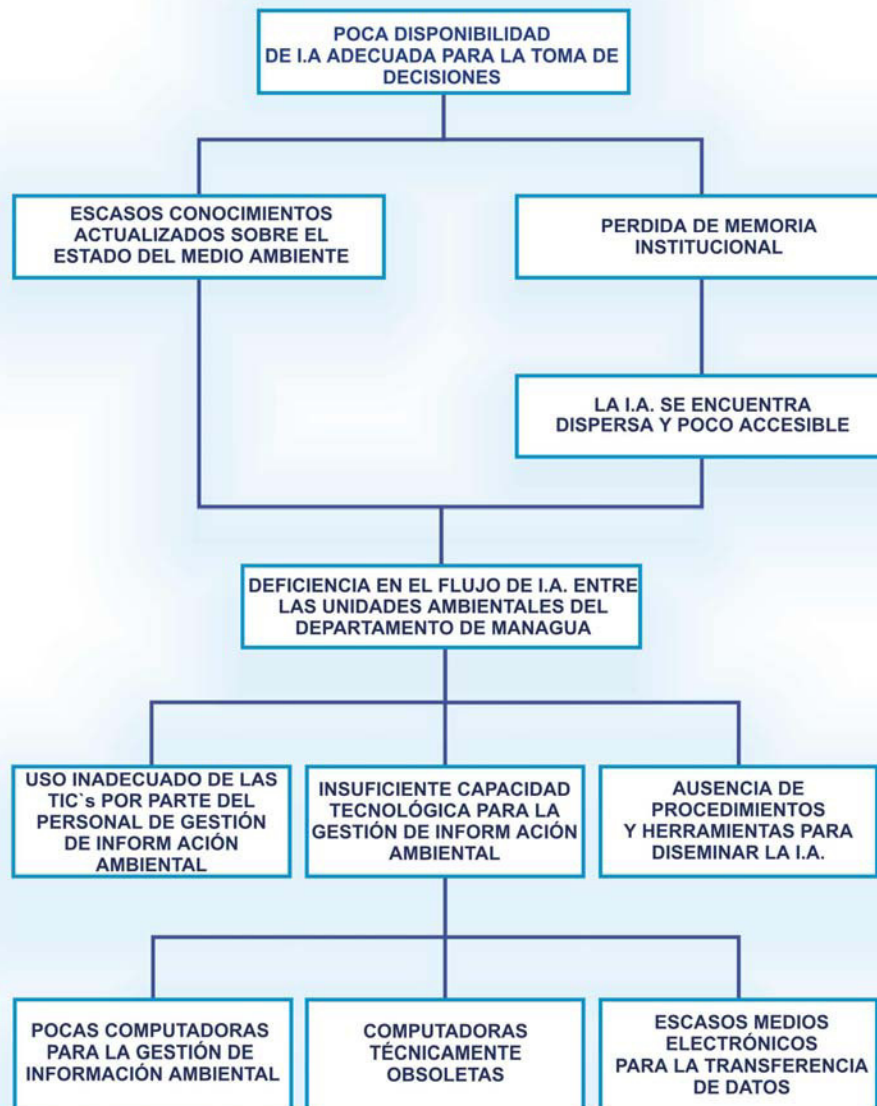 POCA DISPONIBILIDAD
DE I.A ADECUADA PARA LA TOMA DE
DECISIONES
ESCASOS CONOCIMIENTOS
ACTUALIZADOS SOBRE EL
ESTADO DEL MEDIO AMBIENTE
PERDIDA DE MEMORIA
INSTITUCIONAL
LA I.A. SE ENCUENTRA
DISPERSA Y POCO ACCESIBLE
DEFICIENCIA EN EL FLUJO DE I.A. ENTRE
LAS UNIDADES AMBIENTALES DEL
DEPARTAMENTO DE MANAGUA
USO INADECUADO DE LAS
TIC`s POR PARTE DEL
PERSONAL DE GESTIÓN
DE INFORM ACIÓN
AMBIENTAL
INSUFICIENTE CAPACIDAD
TECNOLÓGICA PARA LA
GESTIÓN DE INFORM ACIÓN
AMBIENTAL
AUSENCIA DE
PROCEDIMIENTOS
Y HERRAMIENTAS PARA
DISEMINAR LA I.A.
POCAS COMPUTADORAS
PARA LA GESTIÓN DE
INFORMACIÓN AMBIENTAL
COMPUTADORAS
TÉCNICAMENTE
OBSOLETAS
ESCASOS MEDIOS
ELECTRÓNICOS
PARA LA TRANSFERENCIA
DE DATOS